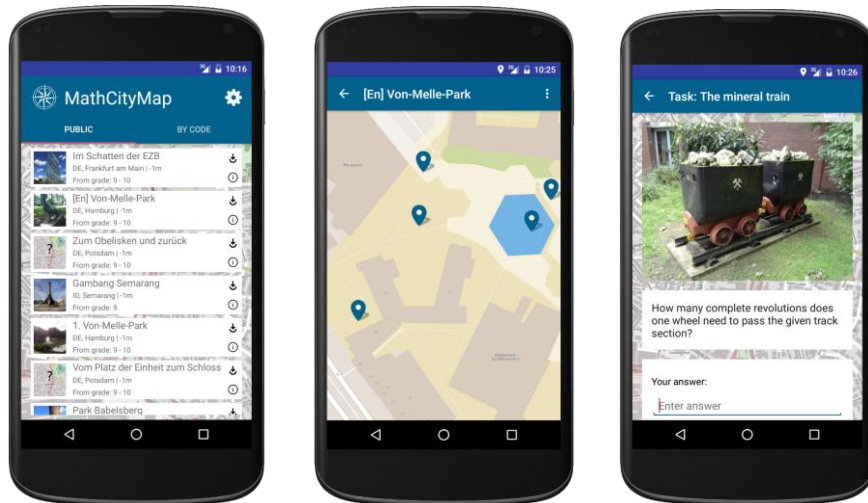 10:16
MathCityMap
PUBLIC
BY CODE
Im Schatten der EZB
DE, Frankfurt am Main | -1m
From grade: 9 - 10
[En] Von-Melle-Park
DE, Hamburg | -1m
From grade: 9 - 10
Zum Obelisken und zurück
DE, Potsdam | -1m
From grade: 9 - 10
Gambang Semarang
ID, Semarang | -1m
From grade: 9
1. Von-Melle-Park
DE, Hamburg | -1m
From grade: 9 - 10
Vom Platz der Einheit zum Schloss
DE, Potsdam | -1m
From grade: 9 - 10
Park Babelsberg
10:25
[En] Von-Melle-Park
10:26
Task: The mineral train
How many complete revolutions does
one wheel need to pass the given track
section?
Your answer:
Enter answer